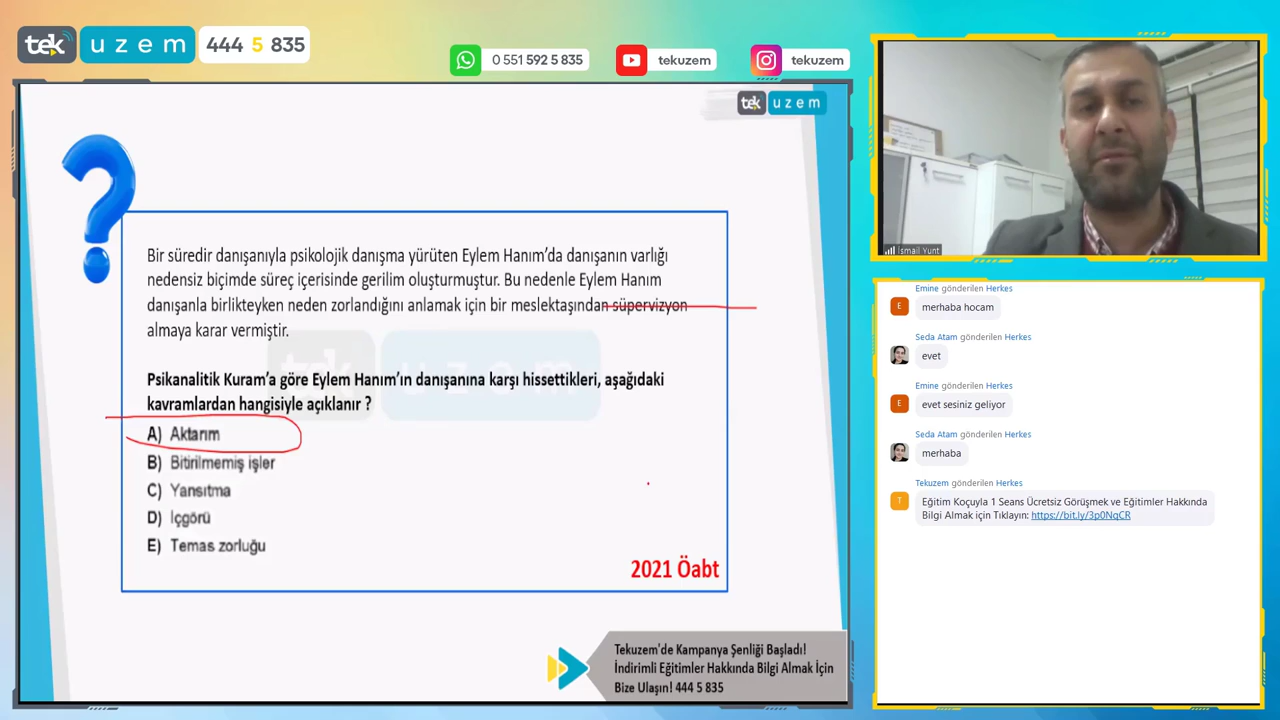 tek uzem 444 5 835
0 551 592 5 835
tekuzem
tekuzem
tek uzem
?
Bir süredir danışanıyla psikolojik danışma yürüten Eylem Hanım'da danışanın varlığı
nedensiz biçimde süreç içerisinde gerilim oluşturmuştur. Bu nedenle Eylem Hanım
danışanla birlikteyken neden zorlandığını anlamak için bir meslektaşından süpervizyon
almaya karar vermiştir.
tek uzem
Psikanalitik Kuram'a göre Eylem Hanım'ın danışanına karşı hissettikleri, aşağıdaki
kavramlardan hangisiyle açıklanır ?
A) Aktarım
B) Bitirilmemiş işler
C) Yansıtma
D) İçgörü
E) Temas zorluğu
2021 Öabt
Tekuzem'de Kampanya Şenliği Başladı!
İndirimli Eğitimler Hakkında Bilgi Almak İçin
Bize Ulaşın! 444 5 835
İsmail Yunt
Emine gönderilen Herkes
E
merhaba hocam
Seda Atam gönderilen Herkes
evet
Emine gönderilen Herkes
E
evet sesiniz geliyor
Seda Atam gönderilen Herkes
merhaba
Tekuzem gönderilen Herkes
T
Eğitim Koçuyla 1 Seans Ücretsiz Görüşmek ve Eğitimler Hakkında
Bilgi Almak için Tıklayın: https://bit.ly/3p0NqCR